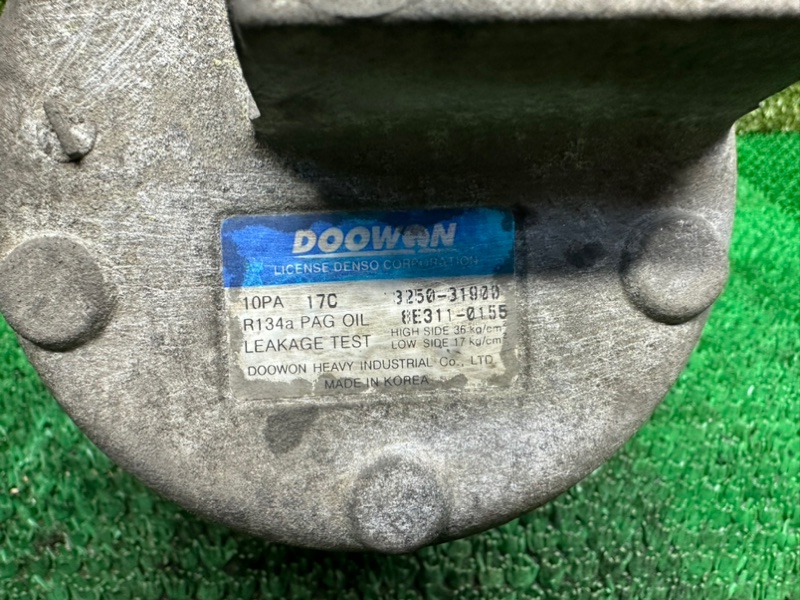 DOOWON
LICENSE DENSO CORPORATION
10PA 17C 3250-31900
R134a PAG OIL 8E311-0155
LEAKAGE TEST HIGH SIDE 36 kg/cm²
LOW SIDE 17 kg/cm²
DOOWON HEAVY INDUSTRIAL Co., LTD
MADE IN KOREA